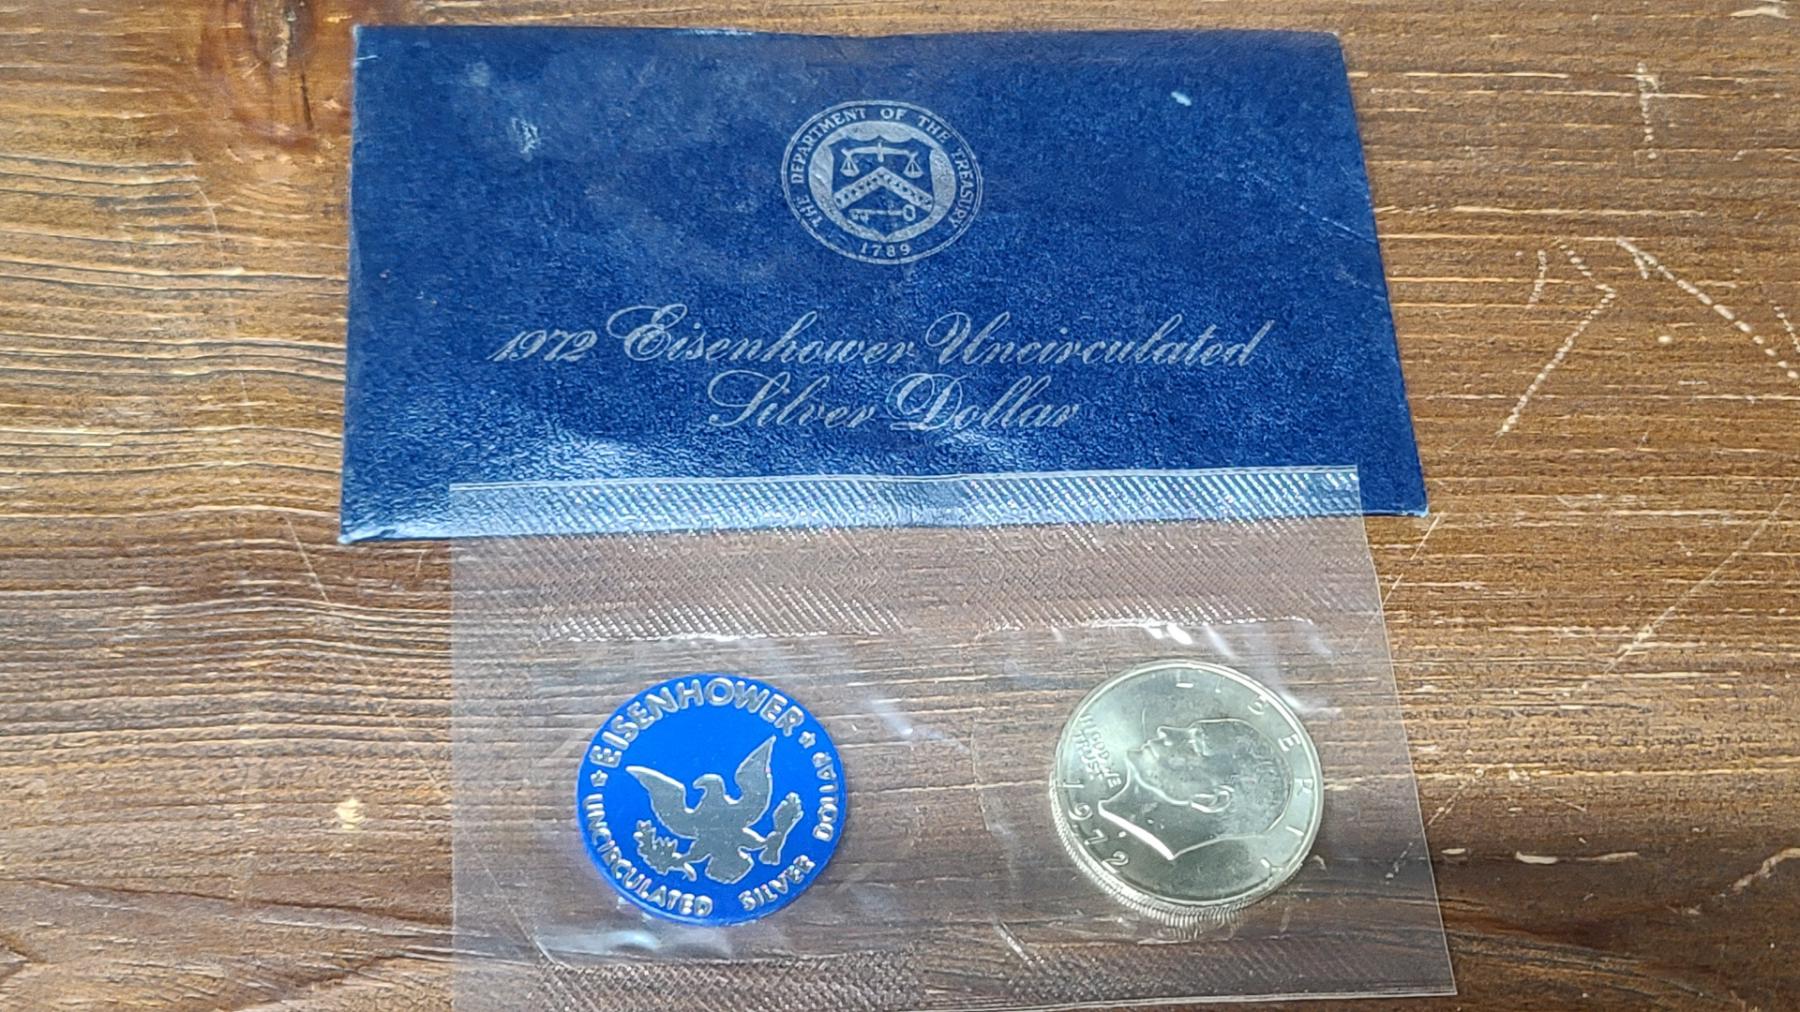 THE DEPARTMENT OF THE TREASURY
1789
1972 Eisenhower Uncirculated
Silver Dollar
EISENHOWER
UNCIRCULATED SILVER DOLLAR
LIBERTY
IN GOD WE
TRUST
1972